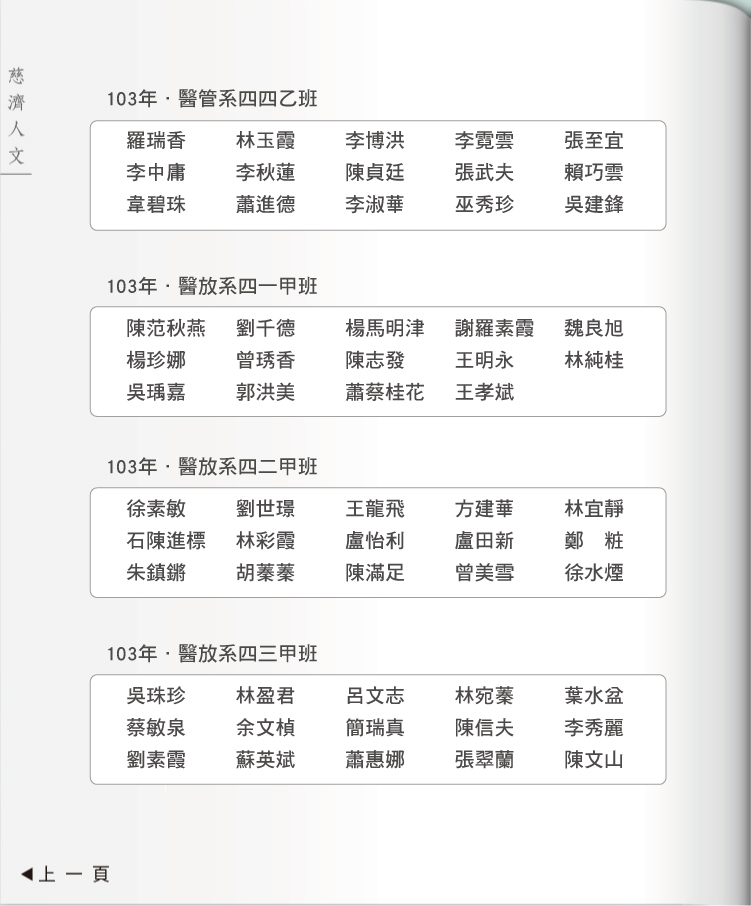 慈濟人文
103年·醫管系四四乙班
羅瑞香 林玉霞 李博洪 李霓雲 張至宜
李中庸 李秋蓮 陳貞廷 張武夫 賴巧雲
韋碧珠 蕭進德 李淑華 巫秀珍 吳建鋒
103年·醫放系四一甲班
陳范秋燕 劉千德 楊馬明津 謝羅素霞 魏良旭
楊珍娜 曾琇香 陳志發 王明永 林純桂
吳瑀嘉 郭洪美 蕭蔡桂花 王孝斌
103年·醫放系四二甲班
徐素敏 劉世璟 王龍飛 方建華 林宜靜
石陳進標 林彩霞 盧怡利 盧田新 鄭　粧
朱鎮鏘 胡蓁蓁 陳滿足 曾美雪 徐水煙
103年·醫放系四三甲班
吳珠珍 林盈君 呂文志 林宛蓁 葉水盆
蔡敏泉 余文楨 簡瑞真 陳信夫 李秀麗
劉素霞 蘇英斌 蕭惠娜 張翠蘭 陳文山
◀上一頁